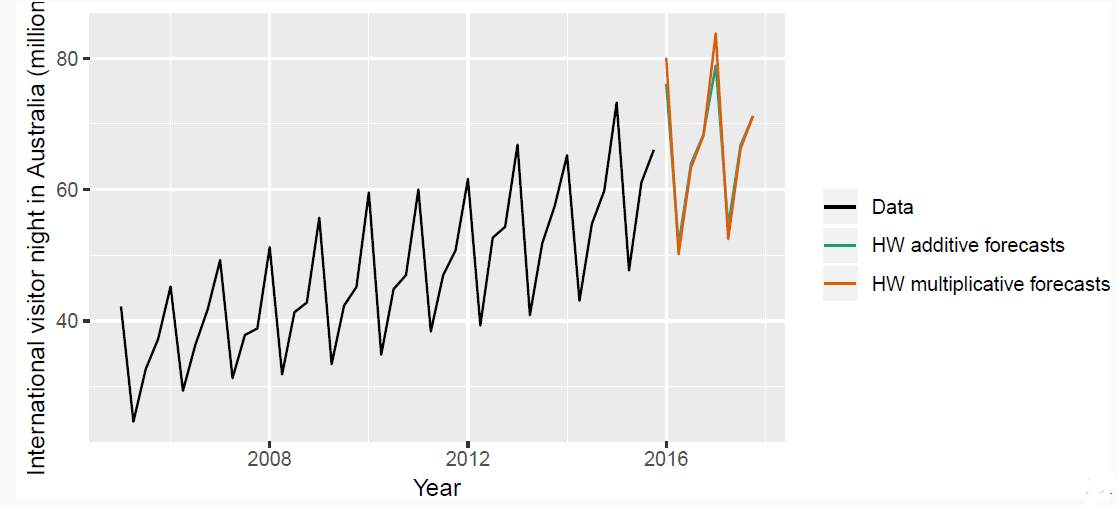 International visitor night in Australia (million
80
60
40
2008 2012 2016
Year
Data
HW additive forecasts
HW multiplicative forecasts